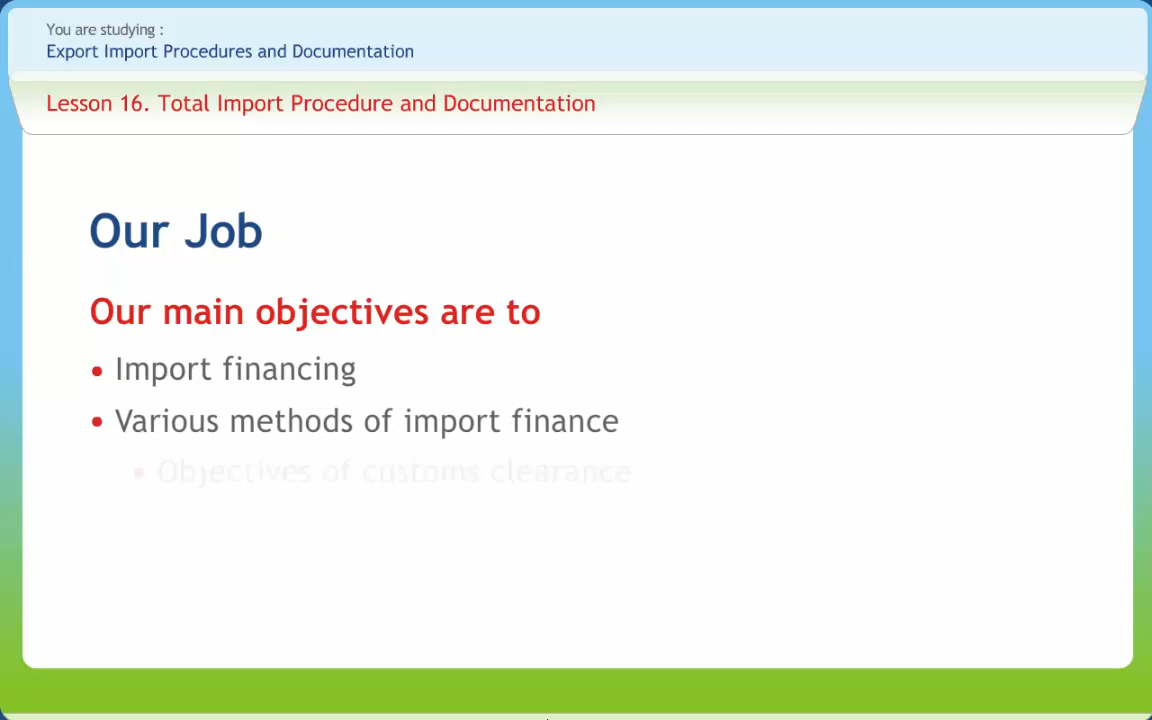 You are studying :
Export Import Procedures and Documentation
Lesson 16. Total Import Procedure and Documentation
Our Job
Our main objectives are to
• Import financing
• Various methods of import finance
• Objectives of customs clearance